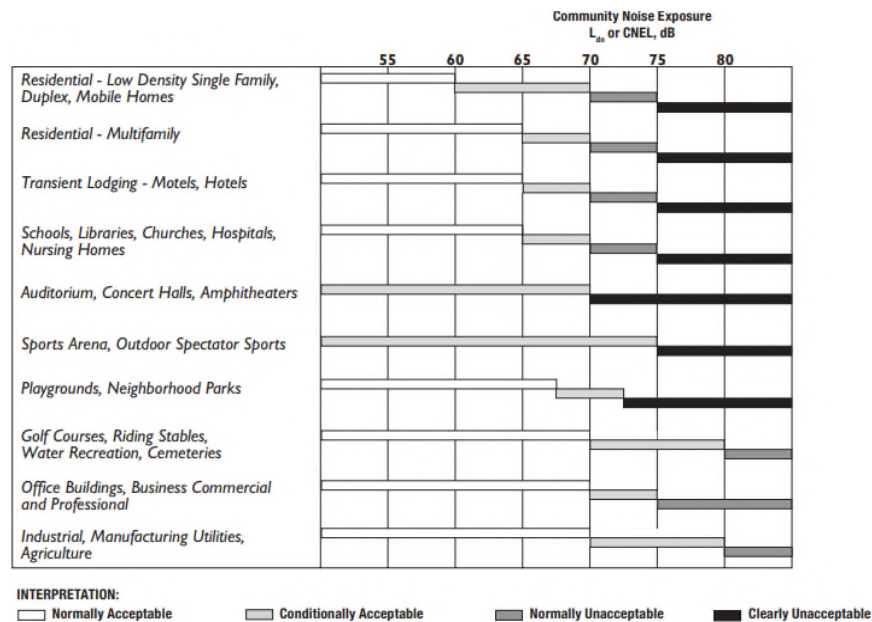 Community Noise Exposure
Ldn or CNEL, dB
55 60 65 70 75 80
Residential - Low Density Single Family,
Duplex, Mobile Homes
Residential - Multifamily
Transient Lodging - Motels, Hotels
Schools, Libraries, Churches, Hospitals,
Nursing Homes
Auditorium, Concert Halls, Amphitheaters
Sports Arena, Outdoor Spectator Sports
Playgrounds, Neighborhood Parks
Golf Courses, Riding Stables,
Water Recreation, Cemeteries
Office Buildings, Business Commercial
and Professional
Industrial, Manufacturing Utilities,
Agriculture
INTERPRETATION:
Normally Acceptable Conditionally Acceptable Normally Unacceptable Clearly Unacceptable